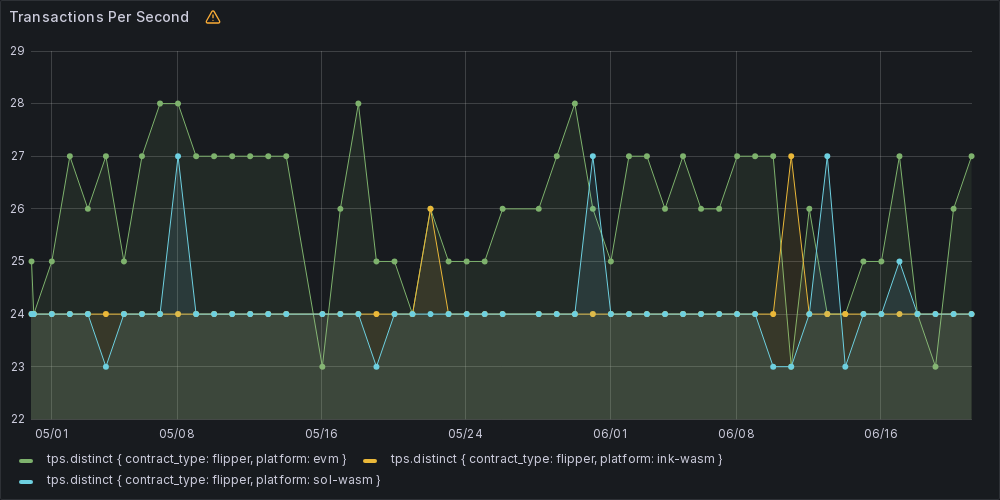 Transactions Per Second
29
28
27
26
25
24
23
22
05/01 05/08 05/16 05/24 06/01 06/08 06/16
tps.distinct { contract_type: flipper, platform: evm } tps.distinct { contract_type: flipper, platform: ink-wasm }
tps.distinct { contract_type: flipper, platform: sol-wasm }